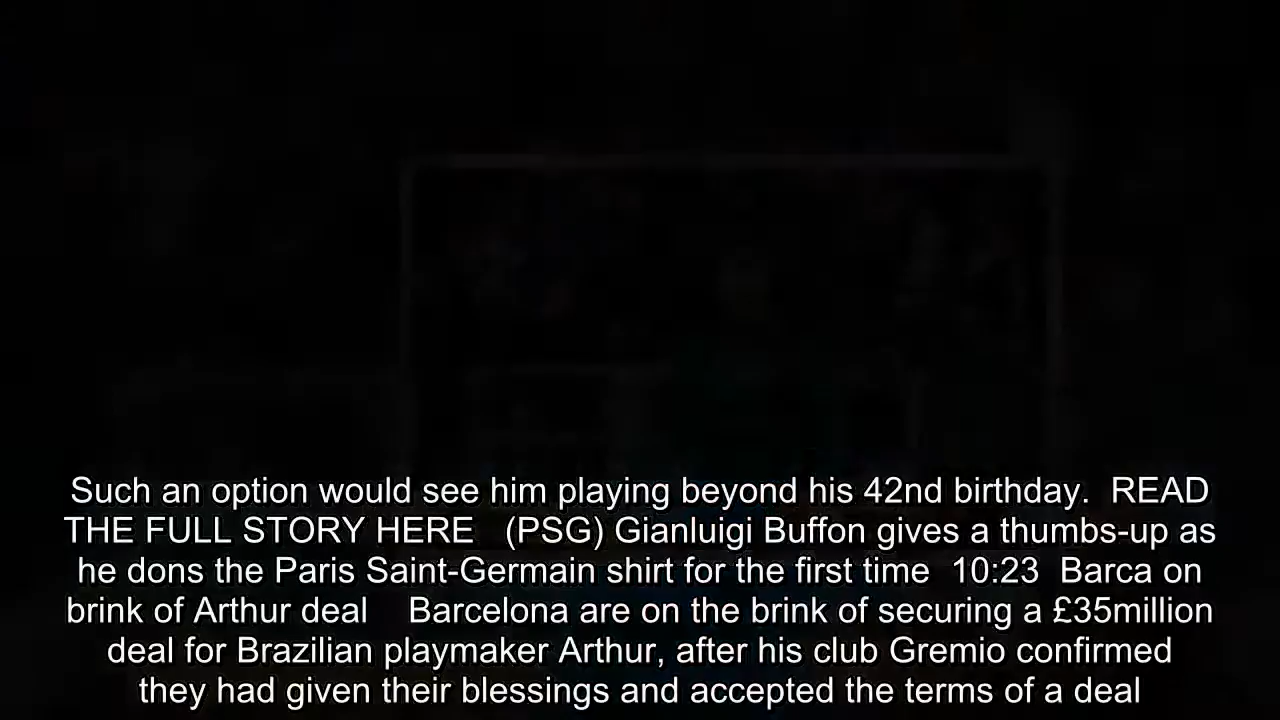 Such an option would see him playing beyond his 42nd birthday.  READ
THE FULL STORY HERE   (PSG) Gianluigi Buffon gives a thumbs-up as
he dons the Paris Saint-Germain shirt for the first time  10:23  Barca on
brink of Arthur deal    Barcelona are on the brink of securing a £35million
deal for Brazilian playmaker Arthur, after his club Gremio confirmed
they had given their blessings and accepted the terms of a deal